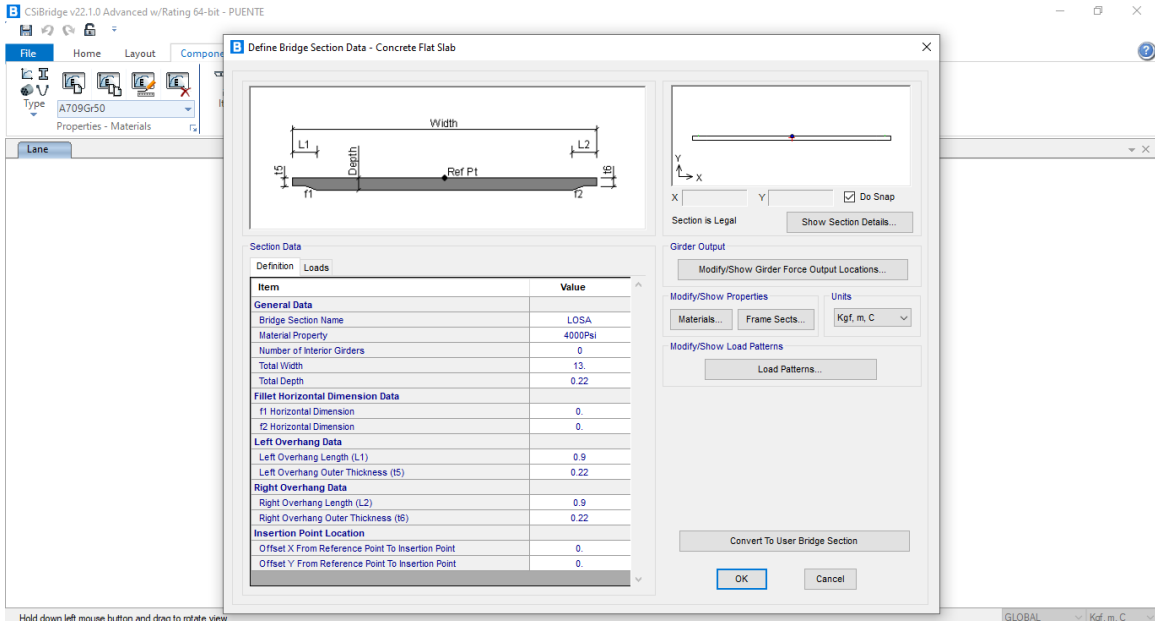 CSiBridge v22.1.0 Advanced w/Rating 64-bit - PUENTE
File Home Layout
Type
A709Gr50
Properties - Materials
Lane
Define Bridge Section Data - Concrete Flat Slab
Width
L1 L2
t5 Depth Ref Pt t6
f1 f2
Y
X
X Y Do Snap
Section is Legal Show Section Details...
Section Data
Definition Loads
Item Value
General Data
Bridge Section Name LOSA
Material Property 4000Psi
Number of Interior Girders 0
Total Width 13.
Total Depth 0.22
Fillet Horizontal Dimension Data
f1 Horizontal Dimension 0.
f2 Horizontal Dimension 0.
Left Overhang Data
Left Overhang Length (L1) 0.9
Left Overhang Outer Thickness (t5) 0.22
Right Overhang Data
Right Overhang Length (L2) 0.9
Right Overhang Outer Thickness (t6) 0.22
Insertion Point Location
Offset X From Reference Point To Insertion Point 0.
Offset Y From Reference Point To Insertion Point 0.
Girder Output
Modify/Show Girder Force Output Locations...
Modify/Show Properties Units
Materials... Frame Sects... Kgf, m, C
Modify/Show Load Patterns
Load Patterns...
Convert To User Bridge Section
OK Cancel
Hold down left mouse button and drag to rotate view GLOBAL Kgf, m, C